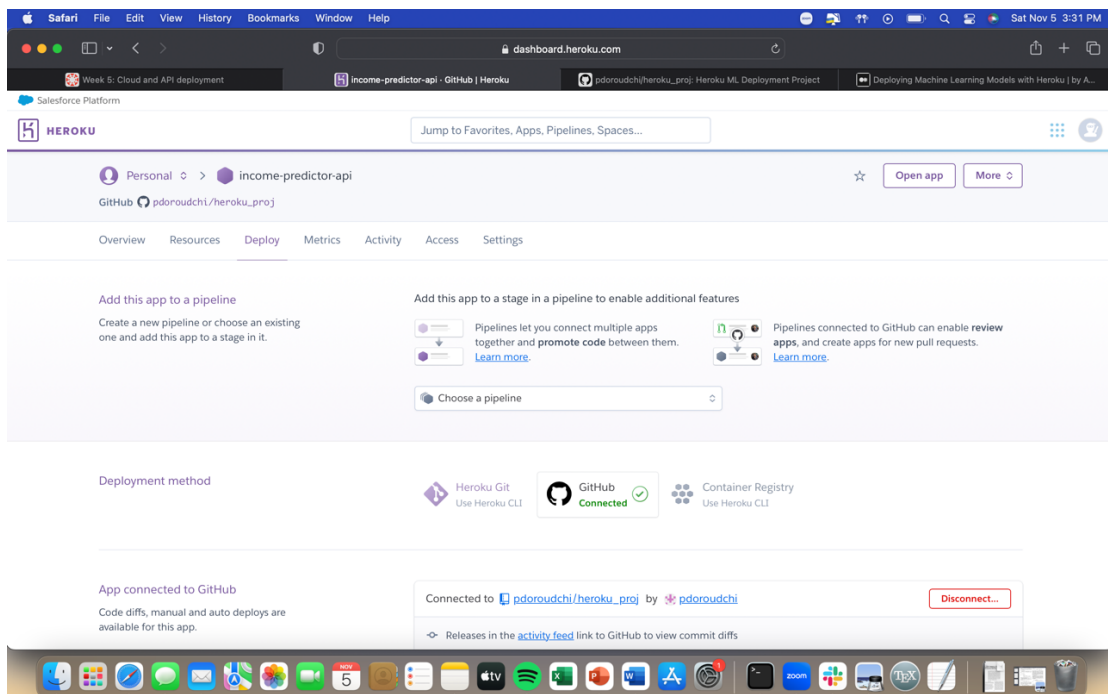 Safari File Edit View History Bookmarks Window Help
zoom
Sat Nov 5 3:31 PM
dashboard.heroku.com
Week 5: Cloud and API deployment
income-predictor-api · GitHub | Heroku
pdoroudchi/heroku_proj: Heroku ML Deployment Project
Deploying Machine Learning Models with Heroku | by A...
Salesforce Platform
HEROKU
Jump to Favorites, Apps, Pipelines, Spaces...
Personal > income-predictor-api
Open app
More
GitHub pdoroudchi/heroku_proj
Overview Resources Deploy Metrics Activity Access Settings
Add this app to a pipeline
Create a new pipeline or choose an existing
one and add this app to a stage in it.
Add this app to a stage in a pipeline to enable additional features
Pipelines let you connect multiple apps
together and promote code between them.
Learn more.
Pipelines connected to GitHub can enable review
apps, and create apps for new pull requests.
Learn more.
Choose a pipeline
Deployment method
Heroku Git
Use Heroku CLI
GitHub
Connected
Container Registry
Use Heroku CLI
App connected to GitHub
Code diffs, manual and auto deploys are
available for this app.
Connected to pdoroudchi/heroku_proj by pdoroudchi
Disconnect...
Releases in the activity feed link to GitHub to view commit diffs
NOV
5
tv
X
P
W
1
zoom
TEX